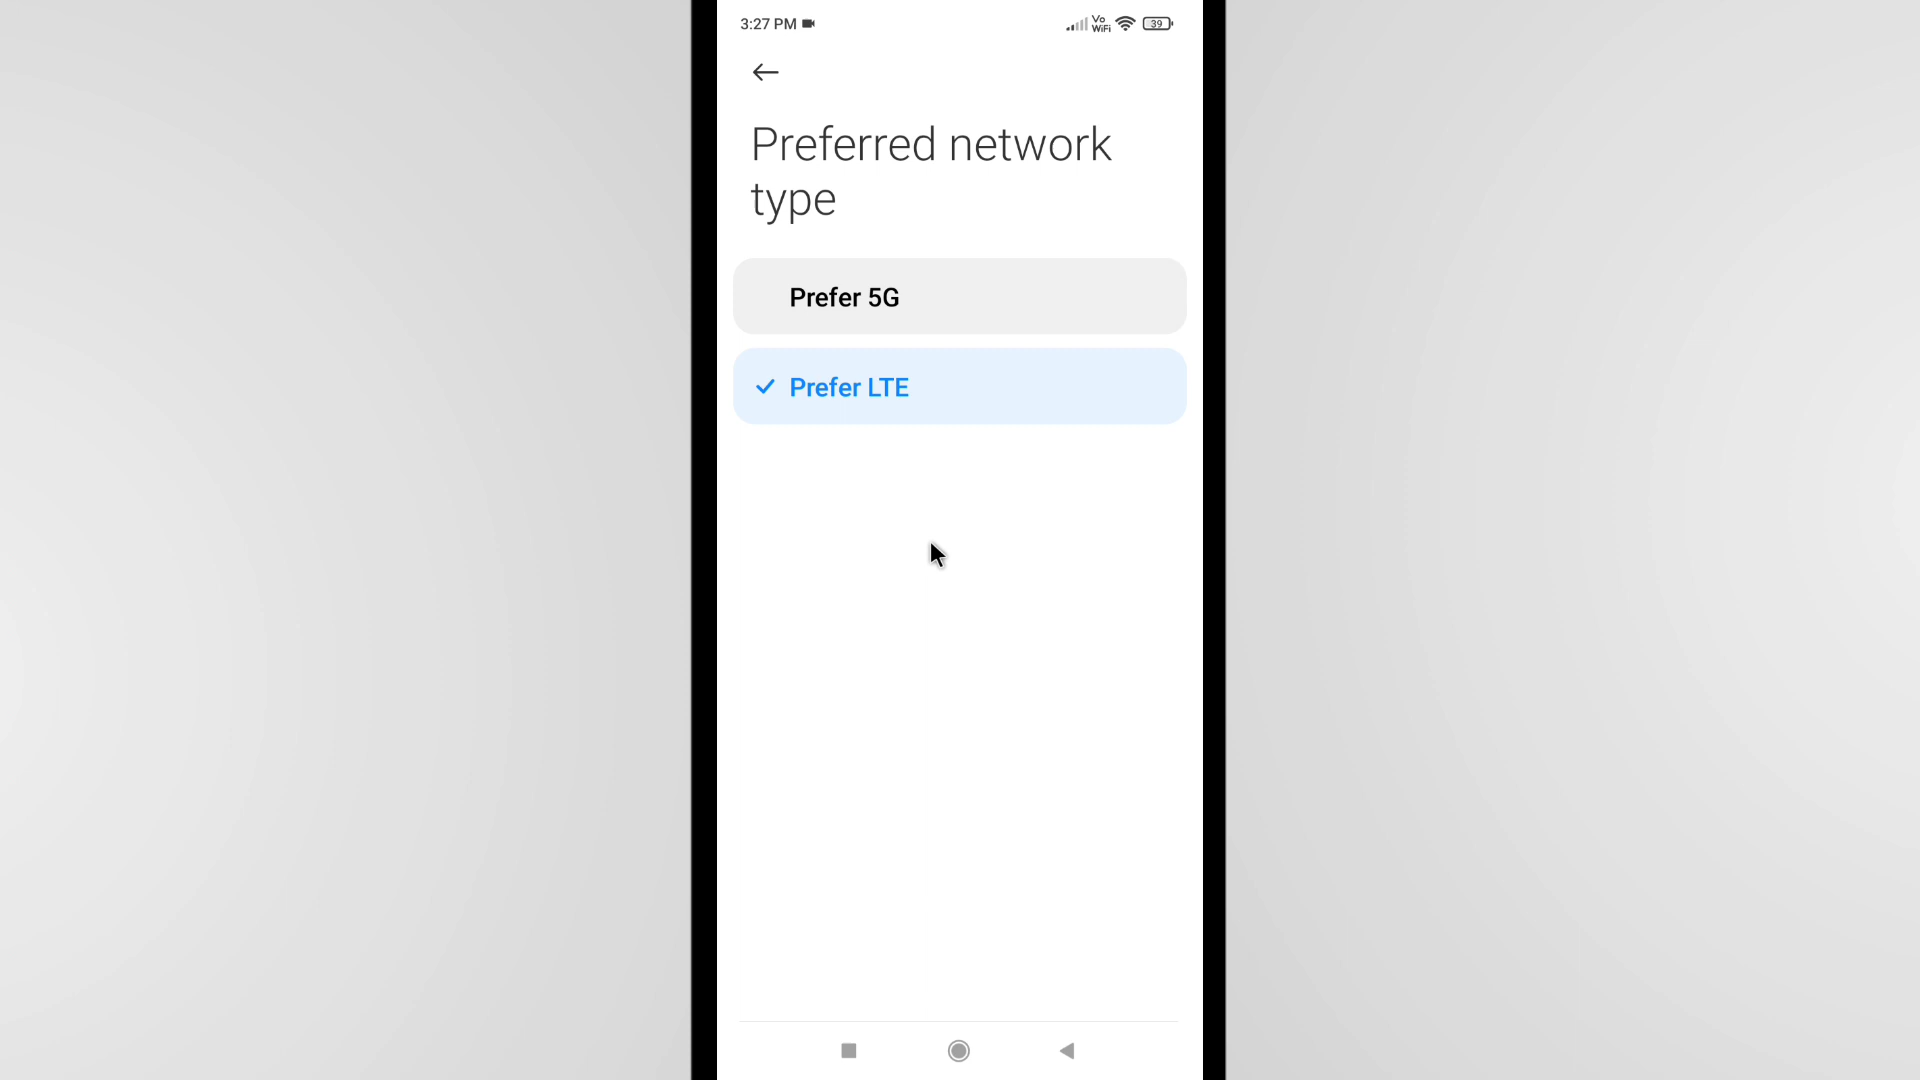 3:27 PM
Vo
WiFi
39
Preferred network
type
Prefer 5G
Prefer LTE